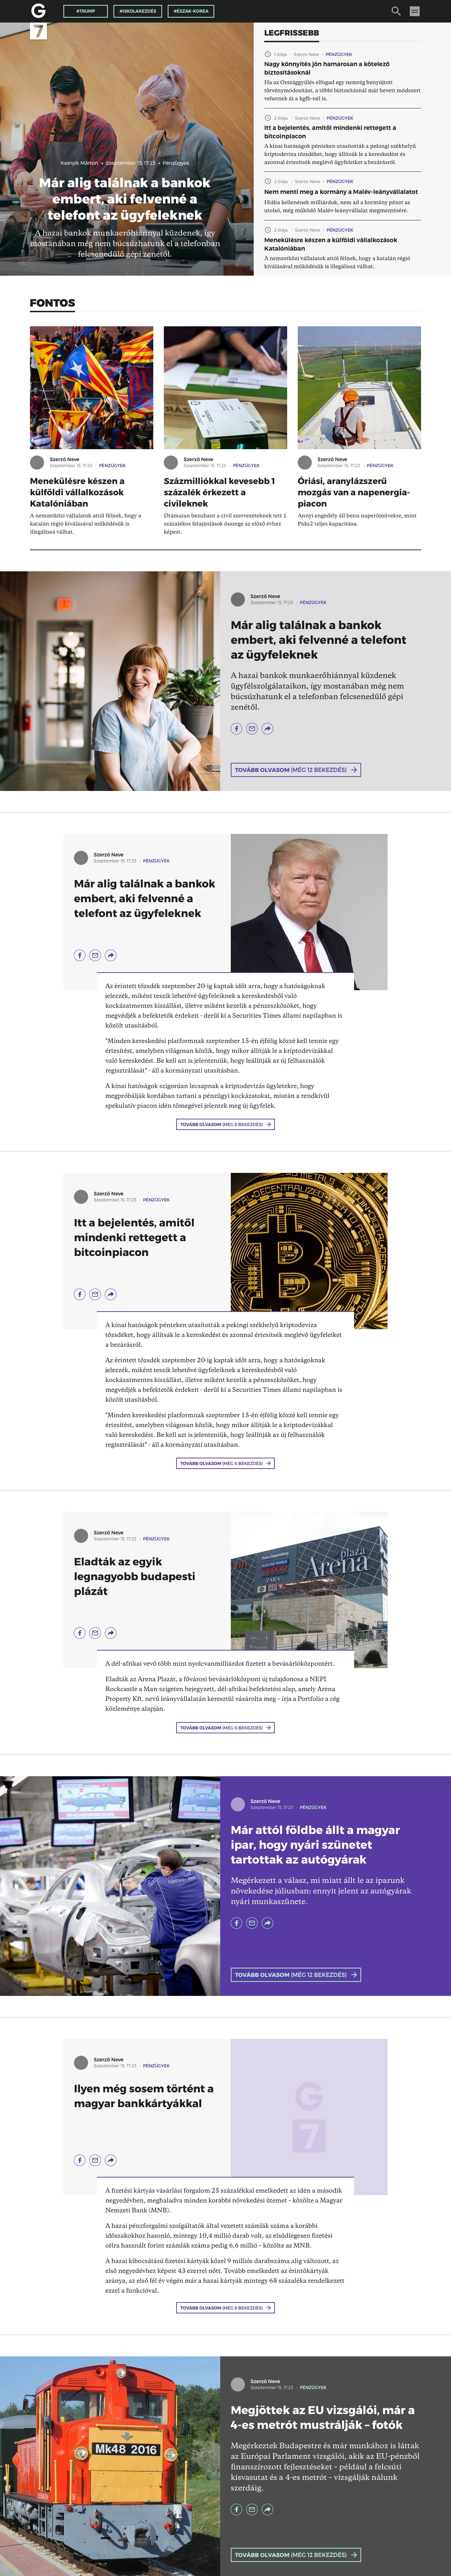 G
7
#TRUMP
#ISKOLAKEZDÉS
#ÉSZAK-KOREA
Kasnyik Márton • Szeptember 15. 17:23 • Pénzügyek
Már alig találnak a bankok
embert, aki felvenné a
telefont az ügyfeleknek
A hazai bankok munkaerőhiánnyal küzdenek, így
mostanában még nem búcsúzhatunk el a telefonban
felcsenedülő gépi zenétől.
LEGFRISSEBB
1 órája - Szerző Neve - PÉNZÜGYEK
Nagy könnyítés jön hamarosan a kötelező
biztosításoknál
Ha az Országgyűlés elfogad egy nemrég benyújtott
törvénymódosítást, a többi biztosításnál már bevett módszert
vehetnek át a kgfb-nél is.
2 órája - Szerző Neve - PÉNZÜGYEK
Itt a bejelentés, amitől mindenki rettegett a
bitcoinpiacon
A kínai hatóságok pénteken utasították a pekingi székhelyű
kriptodeviza tőzsdéket, hogy állítsák le a kereskedést és
azonnal értesítsék meglévő ügyfeleiket a bezárásról.
2 órája - Szerző Neve - PÉNZÜGYEK
Nem menti meg a kormány a Malév-leányvállalatot
Hiába kellenének milliárdok, nem ad a kormány pénzt az
utolsó, még működő Malév-leányvállalat megmentésére.
2 órája - Szerző Neve - PÉNZÜGYEK
Menekülésre készen a külföldi vállalkozások
Katalóniában
A nemzetközi vállalatok attól félnek, hogy a katalán régió
kiválásával működésük is illegálissá válhat.
FONTOS
Szerző Neve
Szeptember 15. 17:23 - PÉNZÜGYEK
Menekülésre készen a
külföldi vállalkozások
Katalóniában
A nemzetközi vállalatok attól félnek, hogy a
katalán régió kiválásával működésük is
illegálissá válhat.
Szerző Neve
Szeptember 15. 17:23 - PÉNZÜGYEK
Százmilliókkal kevesebb 1
százalék érkezett a
civileknek
Drámaian bezuhant a civil szervezeteknek tett 1
százalékos felajánlások összege az előző évhez
képest.
Szerző Neve
Szeptember 15. 17:23 - PÉNZÜGYEK
Óriási, aranylázszerű
mozgás van a napenergia-
piacon
Annyi engedély áll benn naperőművekre, mint
Paks2 teljes kapacitása.
Szerző Neve
Szeptember 15. 17:23 - PÉNZÜGYEK
Már alig találnak a bankok
embert, aki felvenné a telefont
az ügyfeleknek
A hazai bankok munkaerőhiánnyal küzdenek
ügyfélszolgálataikon, így mostanában még nem
búcsúzhatunk el a telefonban felcsenedülő gépi
zenétől.
TOVÁBB OLVASOM (MÉG 12 BEKEZDÉS)
Szerző Neve
Szeptember 15. 17:23 - PÉNZÜGYEK
Már alig találnak a bankok
embert, aki felvenné a
telefont az ügyfeleknek
Az érintett tőzsdék szeptember 20-ig kaptak időt arra, hogy a hatóságoknak
jelezzék, miként teszik lehetővé ügyfeleiknek a kereskedésből való
kockázatmentes kiszállást, illetve miként kezelik a pénzeszközöket, hogy
megvédjék a befektetők érdekeit - derül ki a Securities Times állami napilapban is
közölt utasításból.
"Minden kereskedési platformnak szeptember 15-én éjfélig közzé kell tennie egy
értesítést, amelyben világosan közlik, hogy mikor állítják le a kriptodevizákkal
való kereskedést. Be kell azt is jelenteniük, hogy leállítják az új felhasználók
regisztrálását" - áll a kormányzati utasításban.
A kínai hatóságok szigorúan lecsapnak a kriptodevizás ügyletekre, hogy
megpróbálják kordában tartani a pénzügyi kockázatokat, miután a rendkívül
spekulatív piacon idén tömegével jelentek meg új ügyfelek.
TOVÁBB OLVASOM (MÉG 6 BEKEZDÉS)
Szerző Neve
Szeptember 15. 17:23 - PÉNZÜGYEK
Itt a bejelentés, amitől
mindenki rettegett a
bitcoinpiacon
A kínai hatóságok pénteken utasították a pekingi székhelyű kriptodeviza
tőzsdéket, hogy állítsák le a kereskedést és azonnal értesítsék meglévő ügyfeleiket
a bezárásról.
Az érintett tőzsdék szeptember 20-ig kaptak időt arra, hogy a hatóságoknak
jelezzék, miként teszik lehetővé ügyfeleiknek a kereskedésből való
kockázatmentes kiszállást, illetve miként kezelik a pénzeszközöket, hogy
megvédjék a befektetők érdekeit - derül ki a Securities Times állami napilapban is
közölt utasításból.
"Minden kereskedési platformnak szeptember 15-én éjfélig közzé kell tennie egy
értesítést, amelyben világosan közlik, hogy mikor állítják le a kriptodevizákkal
való kereskedést. Be kell azt is jelenteniük, hogy leállítják az új felhasználók
regisztrálását" - áll a kormányzati utasításban.
TOVÁBB OLVASOM (MÉG 6 BEKEZDÉS)
Szerző Neve
Szeptember 15. 17:23 - PÉNZÜGYEK
Eladták az egyik
legnagyobb budapesti
plázát
Arena
plaza
ZARA
A dél-afrikai vevő több mint nyolcvanmilliárdot fizetett a bevásárlóközpontért.
Eladták az Arena Plazát, a fővárosi bevásárlóközpont új tulajdonosa a NEPI
Rockcastle a Man-szigeten bejegyzett, dél-afrikai befektetési alap, amely Arena
Property Kft. nevű leányvállalatán keresztül vásárolta meg – írja a Portfolio a cég
közleménye alapján.
TOVÁBB OLVASOM (MÉG 6 BEKEZDÉS)
Szerző Neve
Szeptember 15. 17:23 - PÉNZÜGYEK
Már attól földbe állt a magyar
ipar, hogy nyári szünetet
tartottak az autógyárak
Megérkezett a válasz, mi miatt állt le az iparunk
növekedése júliusban: ennyit jelent az autógyárak
nyári munkaszünete.
TOVÁBB OLVASOM (MÉG 12 BEKEZDÉS)
Szerző Neve
Szeptember 15. 17:23 - PÉNZÜGYEK
Ilyen még sosem történt a
magyar bankkártyákkal
G
7
A fizetési kártyás vásárlási forgalom 25 százalékkal emelkedett az idén a második
negyedévben, meghaladva minden korábbi növekedési ütemet – közölte a Magyar
Nemzeti Bank (MNB).
A hazai pénzforgalmi szolgáltatók által vezetett számlák száma a korábbi
időszakokhoz hasonló, mintegy 10,4 millió darab volt, az elsődlegesen fizetési
célra használt forint számlák száma pedig 6,6 millió – közölte az MNB.
A hazai kibocsátású fizetési kártyák közel 9 milliós darabszáma alig változott, az
első negyedévhez képest 43 ezerrel nőtt. Tovább emelkedett az érintőkártyák
aránya, az első fél év végén már a hazai kártyák mintegy 68 százaléka rendelkezett
ezzel a funkcióval.
TOVÁBB OLVASOM (MÉG 6 BEKEZDÉS)
Mk48 2016
Szerző Neve
Szeptember 15. 17:23 - PÉNZÜGYEK
Megjöttek az EU vizsgálói, már a
4-es metrót mustrálják – fotók
Megérkeztek Budapestre és már munkához is láttak
az Európai Parlament vizsgálói, akik az EU-pénzből
finanszírozott fejlesztéseket – például a felcsúti
kisvasutat és a 4-es metrót – vizsgálják nálunk
szerdáig.
TOVÁBB OLVASOM (MÉG 12 BEKEZDÉS)